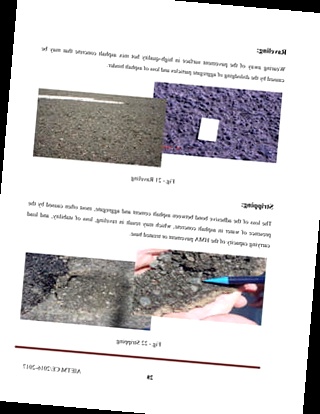 Raveling:
Wearing away of the pavement surface in high-quality hot mix asphalt concrete that may be
caused by the dislodging of aggregate particles and loss of asphalt binder.
Fig:- 21 Raveling
Stripping:
The loss of the adhesive bond between asphalt cement and aggregate, most often caused by the
presence of water in asphalt concrete, which may result in raveling, loss of stability, and load
carrying capacity of the HMA pavement or treated base.
Fig:- 22 Stripping
28
AIETM.CE/2016-2017